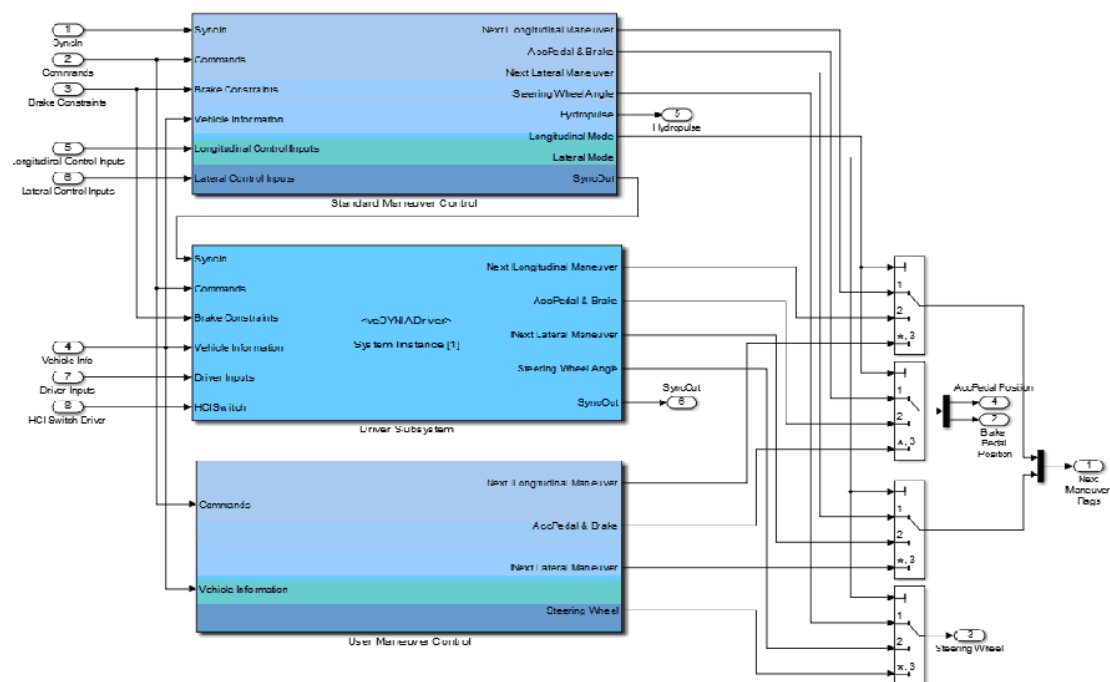 1
SyncIn
2
Commands
3
Brake Constraints
5
Longitudinal Control Inputs
6
Lateral Control Inputs
SyncIn
Commands
Brake Constraints
Vehicle Information
Longitudinal Control Inputs
Lateral Control Inputs
Next Longitudinal Maneuver
AccPedal & Brake
Next Lateral Maneuver
Steering Wheel Angle
Hydropulse
Longitudinal Mode
Lateral Mode
SyncOut
5
Hydropulse
Standard Maneuver Control
4
Vehicle Info
7
Driver Inputs
8
HCI Switch Driver
SyncIn
Commands
Brake Constraints
Vehicle Information
Driver Inputs
HCISwitch
<veDYNADriver>
System Instance [1]
Next Longitudinal Maneuver
AccPedal & Brake
Next Lateral Maneuver
Steering Wheel Angle
SyncOut
SyncOut
6
Driver Subsystem
Commands
Vehicle Information
Next Longitudinal Maneuver
AccPedal & Brake
Next Lateral Maneuver
Steering Wheel
User Maneuver Control
1
2
*, 3
1
2
*, 3
AccPedal Position
4
2
Brake
Pedal
Position
1
2
*, 3
1
Next
Maneuver
Flags
1
2
*, 3
3
Steering Wheel